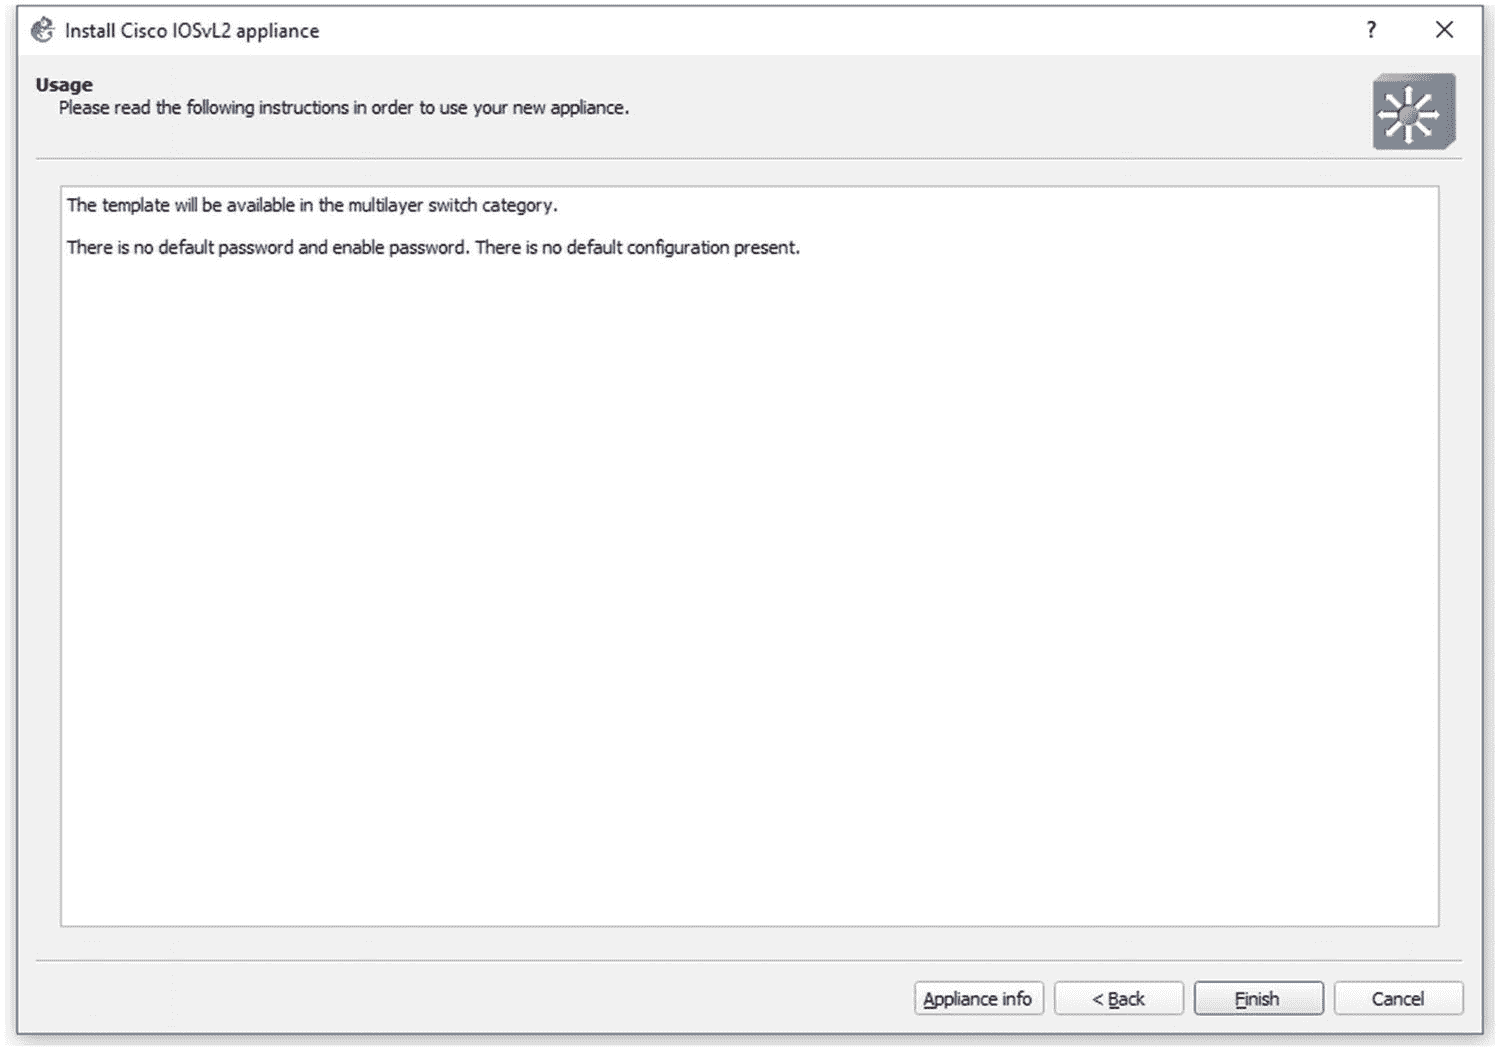 Install Cisco IOSvL2 appliance
?
Usage
Please read the following instructions in order to use your new appliance.
The template will be available in the multilayer switch category.
There is no default password and enable password. There is no default configuration present.
Appliance info
< Back
Finish
Cancel